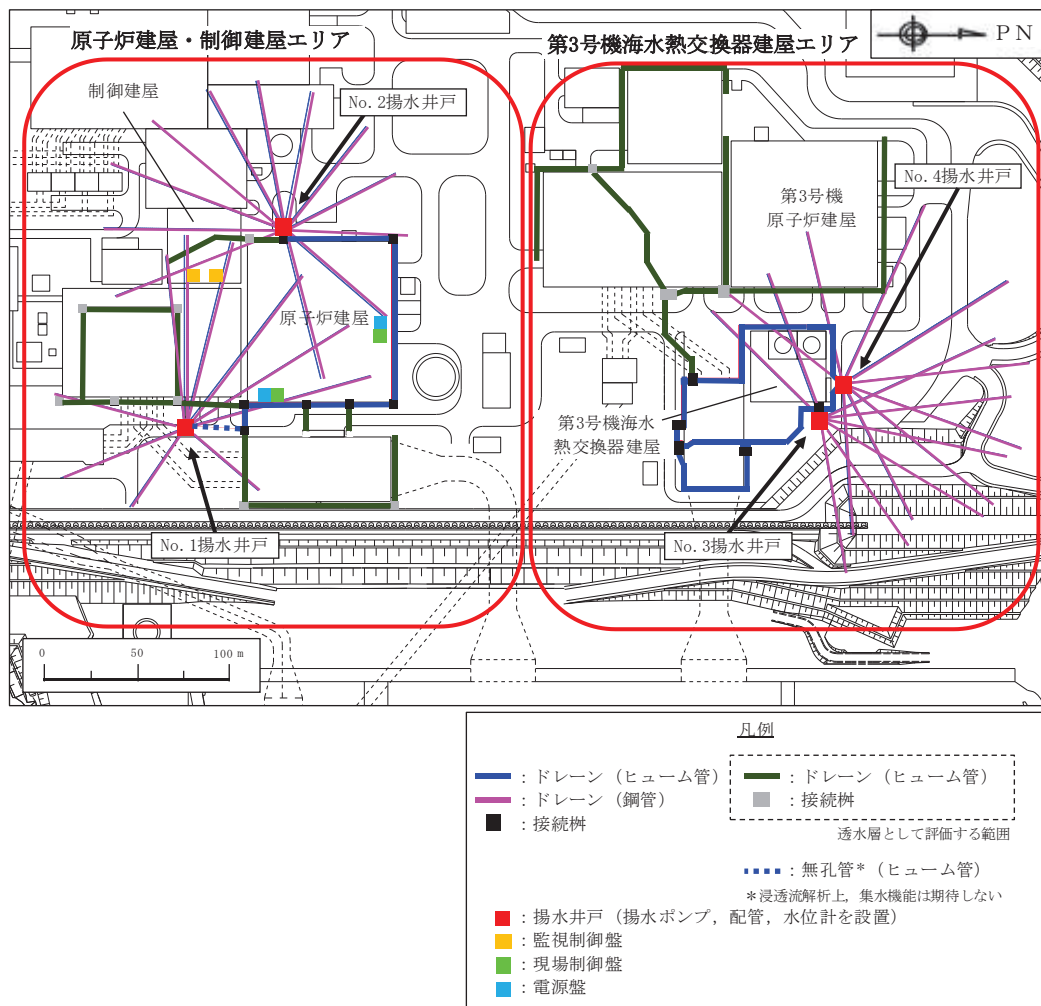 原子炉建屋・制御建屋エリア
第3号機海水熱交換器建屋エリア
PN
制御建屋
No.2揚水井戸
No.4揚水井戸
第3号機
原子炉建屋
原子炉建屋
第3号機海水
熱交換器建屋
No.1揚水井戸
No.3揚水井戸
0 50 100 m
凡例
：ドレーン（ヒューム管）
：ドレーン（鋼管）
：接続桝
：ドレーン（ヒューム管）
：接続桝
透水層として評価する範囲
：無孔管*（ヒューム管）
＊浸透流解析上，集水機能は期待しない
：揚水井戸（揚水ポンプ，配管，水位計を設置）
：監視制御盤
：現場制御盤
：電源盤